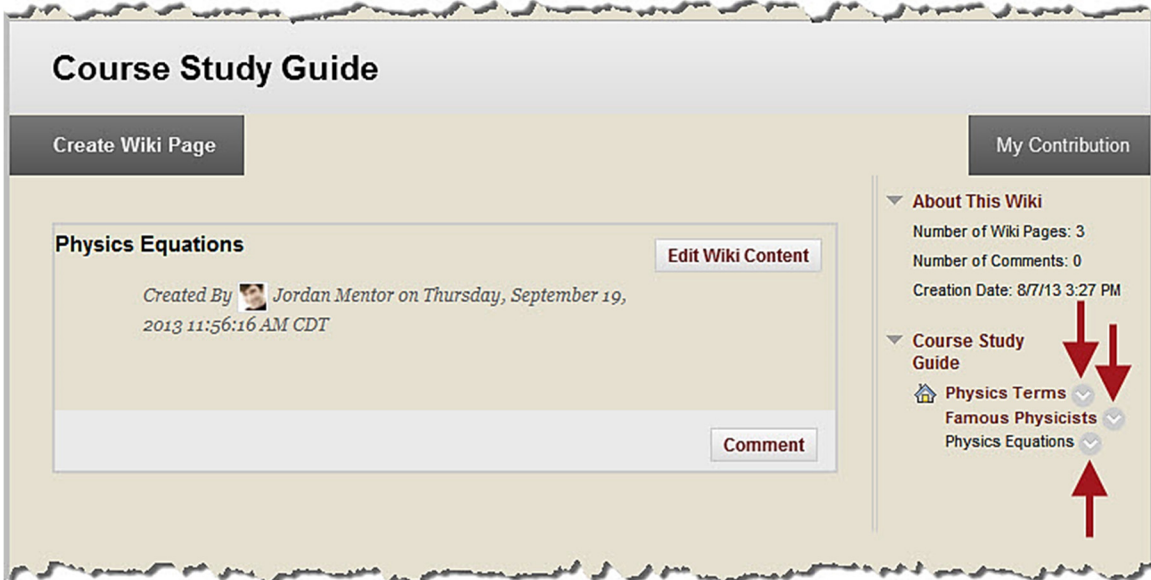 Course Study Guide
Create Wiki Page
My Contribution
Physics Equations
Edit Wiki Content
Created By Jordan Mentor on Thursday, September 19,
2013 11:56:16 AM CDT
Comment
About This Wiki
Number of Wiki Pages: 3
Number of Comments: 0
Creation Date: 8/7/13 3:27 PM
Course Study
Guide
Physics Terms
Famous Physicists
Physics Equations